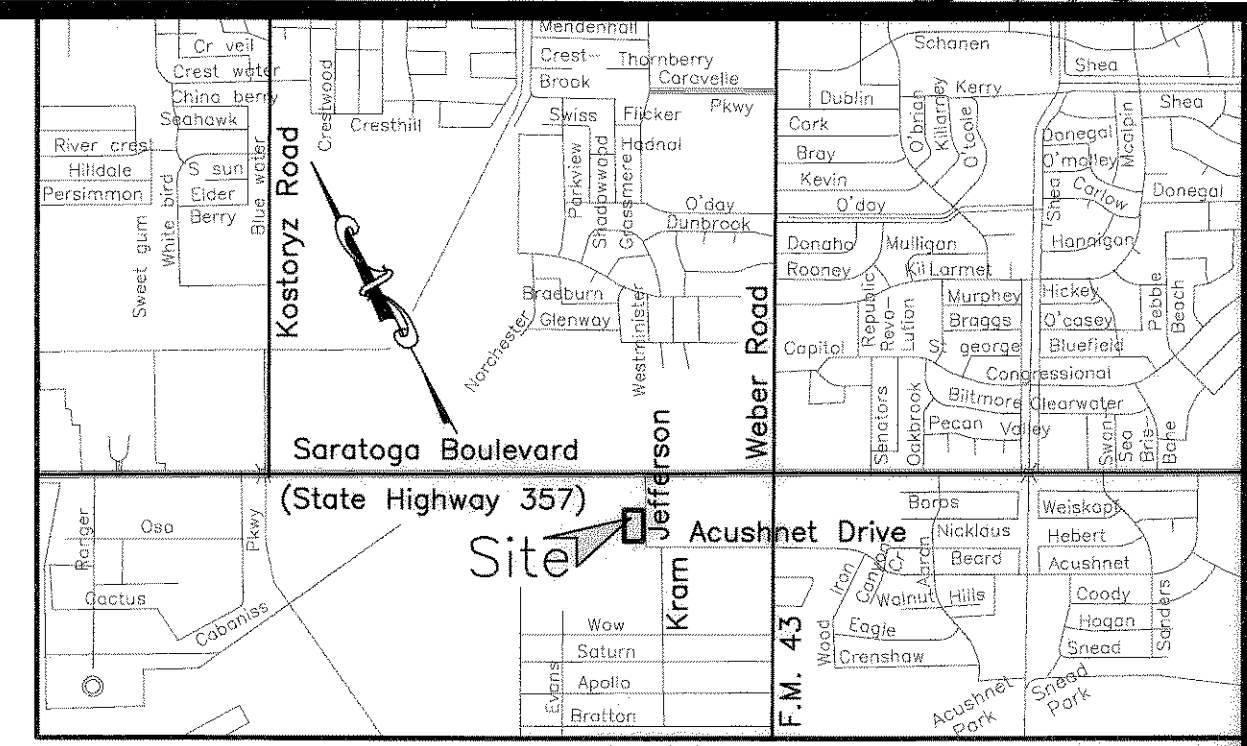 Cr veil
Crest water
China berry
Seahawk
River crest
Hilldale
Persimmon
S sun
Elder
Berry
Sweet gum
White bird
Blue water
Kostoryz Road
Crestwood
Cresthill
Mendenhall
Crest-
Brook
Thornberry
Caravelle
Pkwy
Swiss
Flicker
Hadnal
Parkview
Shadowwood
Grassmere
O'day
Dunbrook
Braeburn
Glenway
Norchester
Westminister
Weber Road
Schanen
Shea
Dublin
Kerry
Shea
Cork
Bray
Kevin
O'day
O'brian
Killarney
O'toole
Donegal
O'malley
Mcalpin
Carlow
Donegal
Shea
Hanaigan
Donaho
Mulligan
Rooney
Kil Larmet
Republic
Revo-
Lution
Murphey
Hickey
Braggs
O'casey
Pebble
Beach
Capitol
St george
Bluefield
Congressional
Biltmore
Clearwater
Senators
Oakbrook
Pecan Valley
Swan-
Sea
Bris-
Bane
Saratoga Boulevard
(State Highway 357)
Jefferson
Site
Acushnet Drive
Kram
Ranger
Osa
Pkwy
Cactus
Cabaniss
Evans
Wow
Saturn
Apollo
Bratton
F.M. 43
Baros
Weiskopf
Nicklaus
Hebert
Beard
Acushnet
Iron
Canyon
Cr
Aaron
Walnut Hills
Coody
Hogan
Snead
Sanders
Wood
Eagle
Crenshaw
Acushnet
Park
Snead
Park